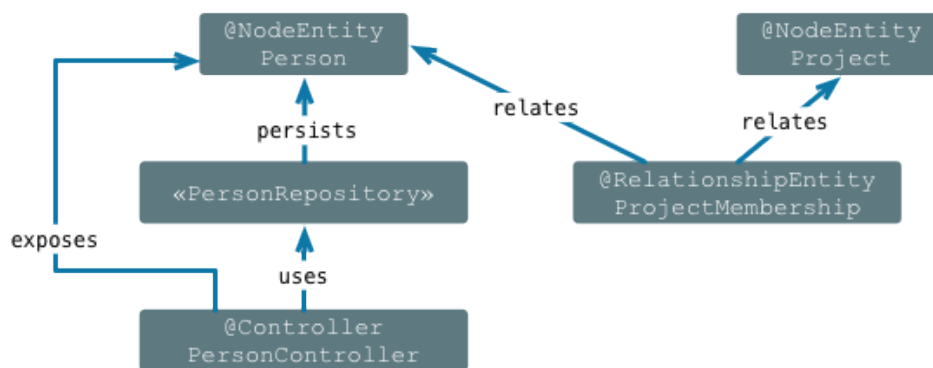 @NodeEntity
Person
@NodeEntity
Project
relates
relates
persists
«PersonRepository»
@RelationshipEntity
ProjectMembership
exposes
uses
@Controller
PersonController